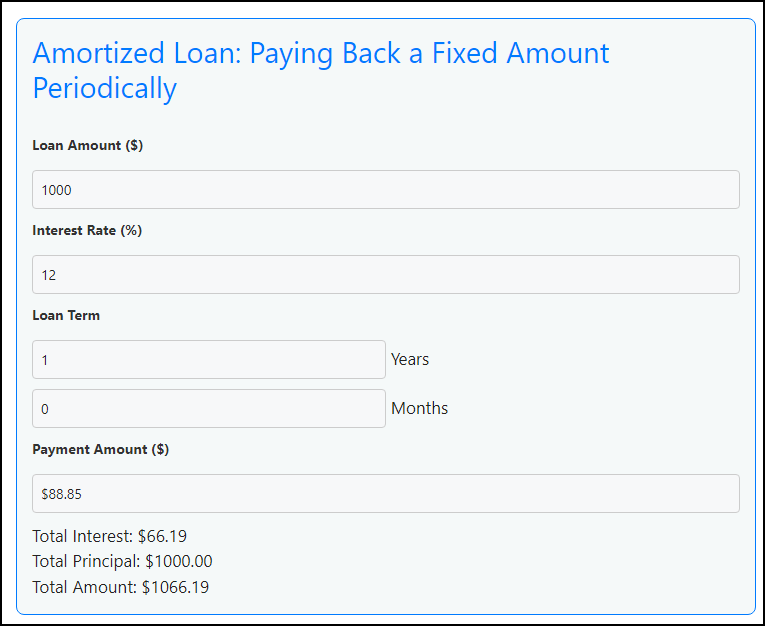 Amortized Loan: Paying Back a Fixed Amount
Periodically
Loan Amount ($)
1000
Interest Rate (%)
12
Loan Term
1 Years
0 Months
Payment Amount ($)
$88.85
Total Interest: $66.19
Total Principal: $1000.00
Total Amount: $1066.19